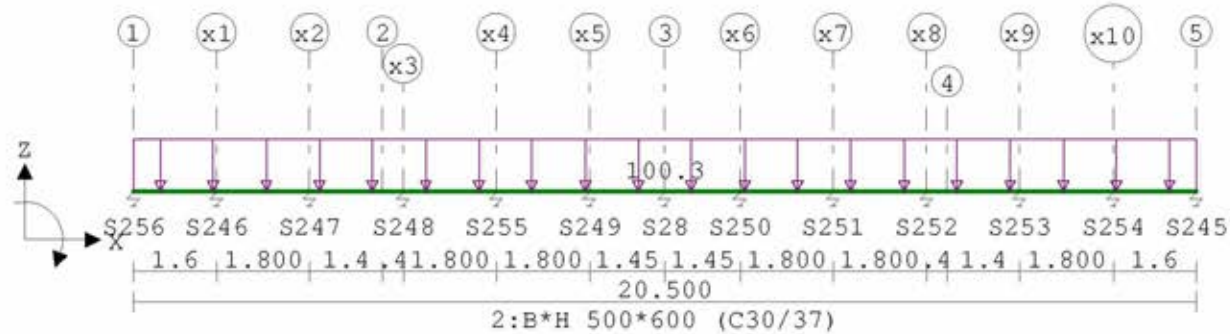 1 x1 x2 2 x3 x4 x5 3 x6 x7 x8 4 x9 x10 5
Z
100.3
X
S256 S246 S247 S248 S255 S249 S28 S250 S251 S252 S253 S254 S245
1.6 1.800 1.4 .4 1.800 1.800 1.45 1.45 1.800 1.800 .4 1.4 1.800 1.6
20.500
2:B*H 500*600 (C30/37)